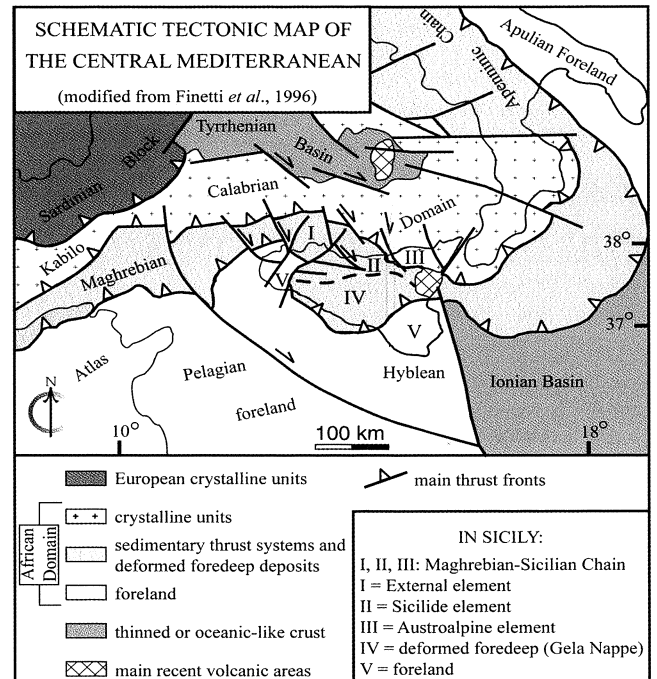 SCHEMATIC TECTONIC MAP OF
THE CENTRAL MEDITERRANEAN
(modified from Finetti et al., 1996)
Apulian Foreland
Apenninic
Chain
Tyrrhenian
Basin
Sardinian Block
Calabrian
Domain
Kabilo
Maghrebian
I
II
III
V
IV
V
38°
37°
Atlas
Pelagian
foreland
Hyblean
Ionian Basin
N
10°
100 km
18°
European crystalline units
main thrust fronts
African
Domain
crystalline units
sedimentary thrust systems and
deformed foredeep deposits
foreland
thinned or oceanic-like crust
main recent volcanic areas
IN SICILY:
I, II, III: Maghrebian-Sicilian Chain
I = External element
II = Sicilide element
III = Austroalpine element
IV = deformed foredeep (Gela Nappe)
V = foreland